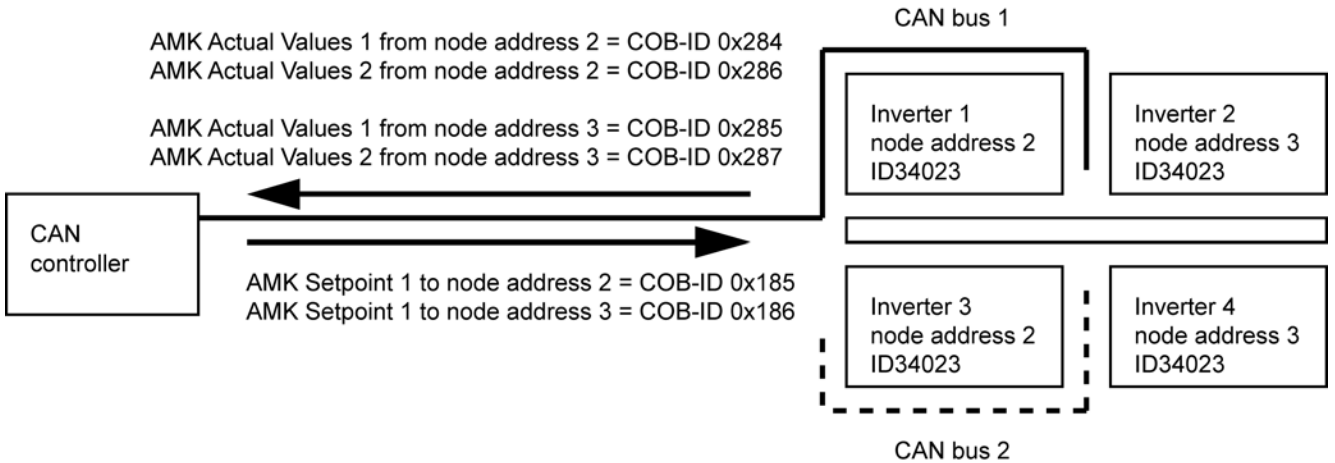 CAN bus 1
AMK Actual Values 1 from node address 2 = COB-ID 0x284
AMK Actual Values 2 from node address 2 = COB-ID 0x286
AMK Actual Values 1 from node address 3 = COB-ID 0x285
AMK Actual Values 2 from node address 3 = COB-ID 0x287
Inverter 1
node address 2
ID34023
Inverter 2
node address 3
ID34023
CAN
controller
AMK Setpoint 1 to node address 2 = COB-ID 0x185
AMK Setpoint 1 to node address 3 = COB-ID 0x186
Inverter 3
node address 2
ID34023
Inverter 4
node address 3
ID34023
CAN bus 2